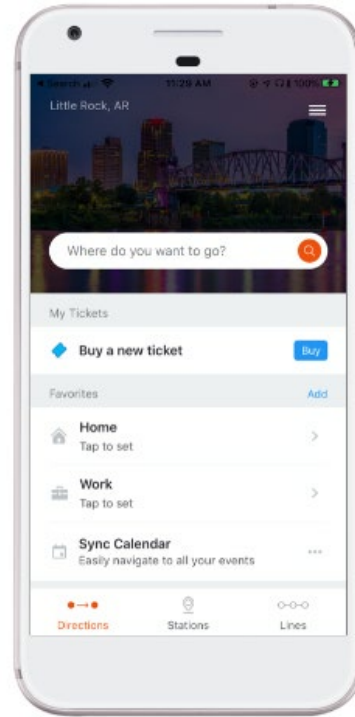 Search
11:29 AM
100%
Little Rock, AR
Where do you want to go?
My Tickets
Buy a new ticket
Buy
Favorites
Add
Home
Tap to set
Work
Tap to set
Sync Calendar
Easily navigate to all your events
Directions
Stations
Lines